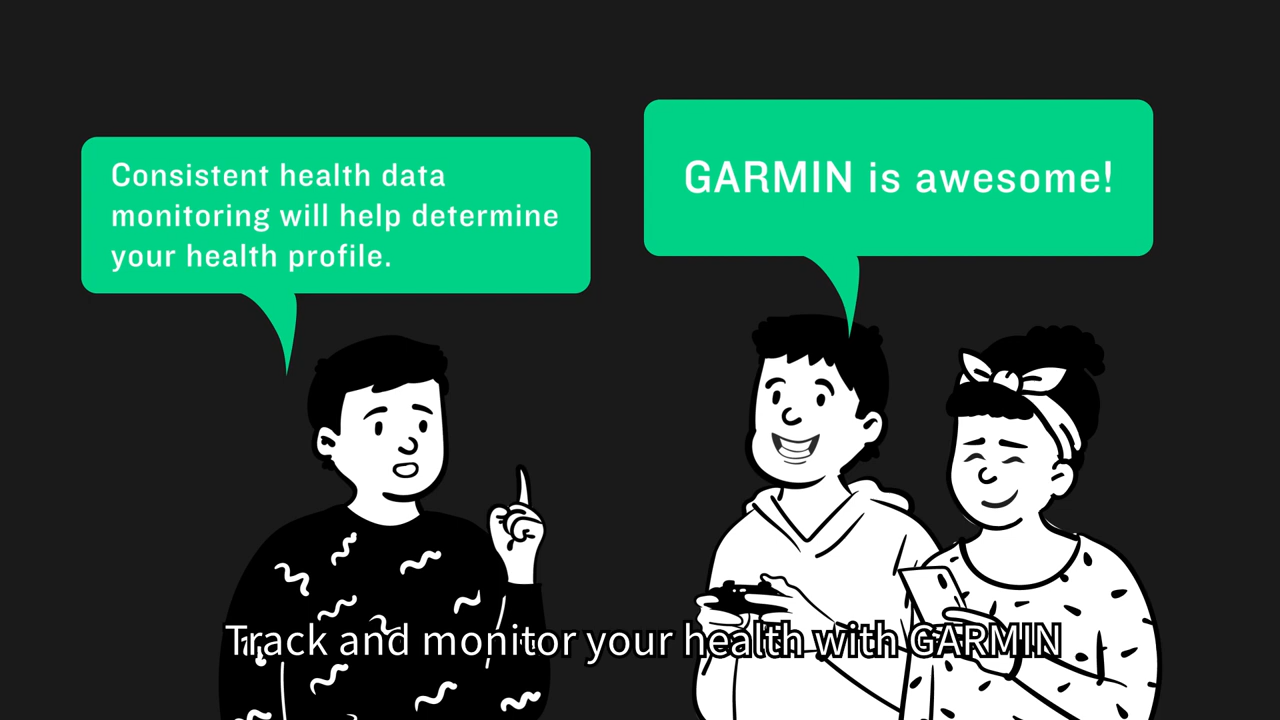 Consistent health data
monitoring will help determine
your health profile.
GARMIN is awesome!
Track and monitor your health with GARMIN